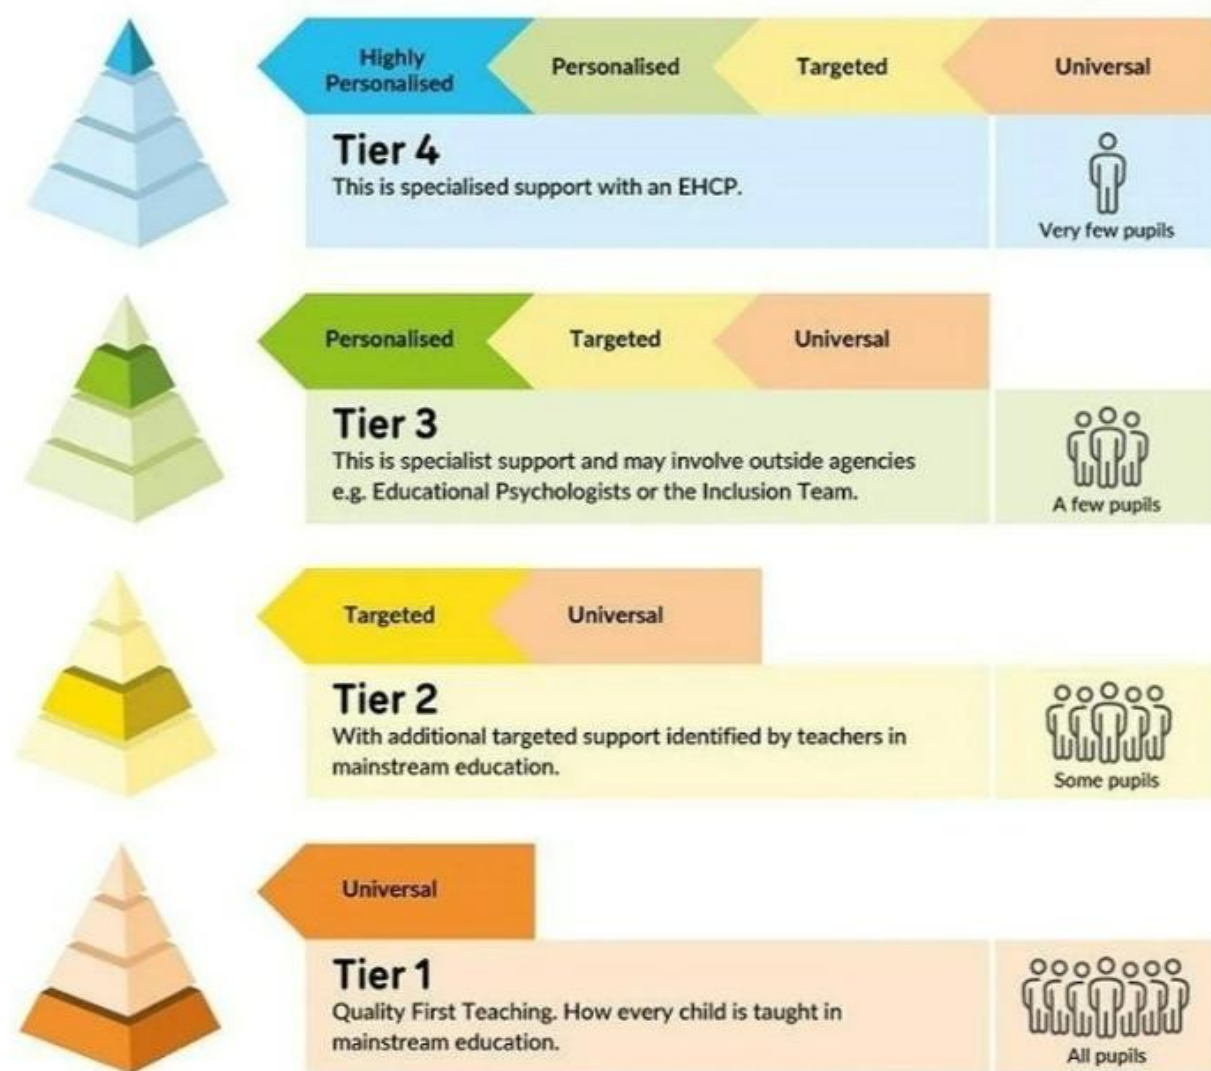 Highly
Personalised
Personalised
Targeted
Universal
Tier 4
This is specialised support with an EHCP.
Very few pupils
Personalised
Targeted
Universal
Tier 3
This is specialist support and may involve outside agencies
e.g. Educational Psychologists or the Inclusion Team.
A few pupils
Targeted
Universal
Tier 2
With additional targeted support identified by teachers in
mainstream education.
Some pupils
Universal
Tier 1
Quality First Teaching. How every child is taught in
mainstream education.
All pupils